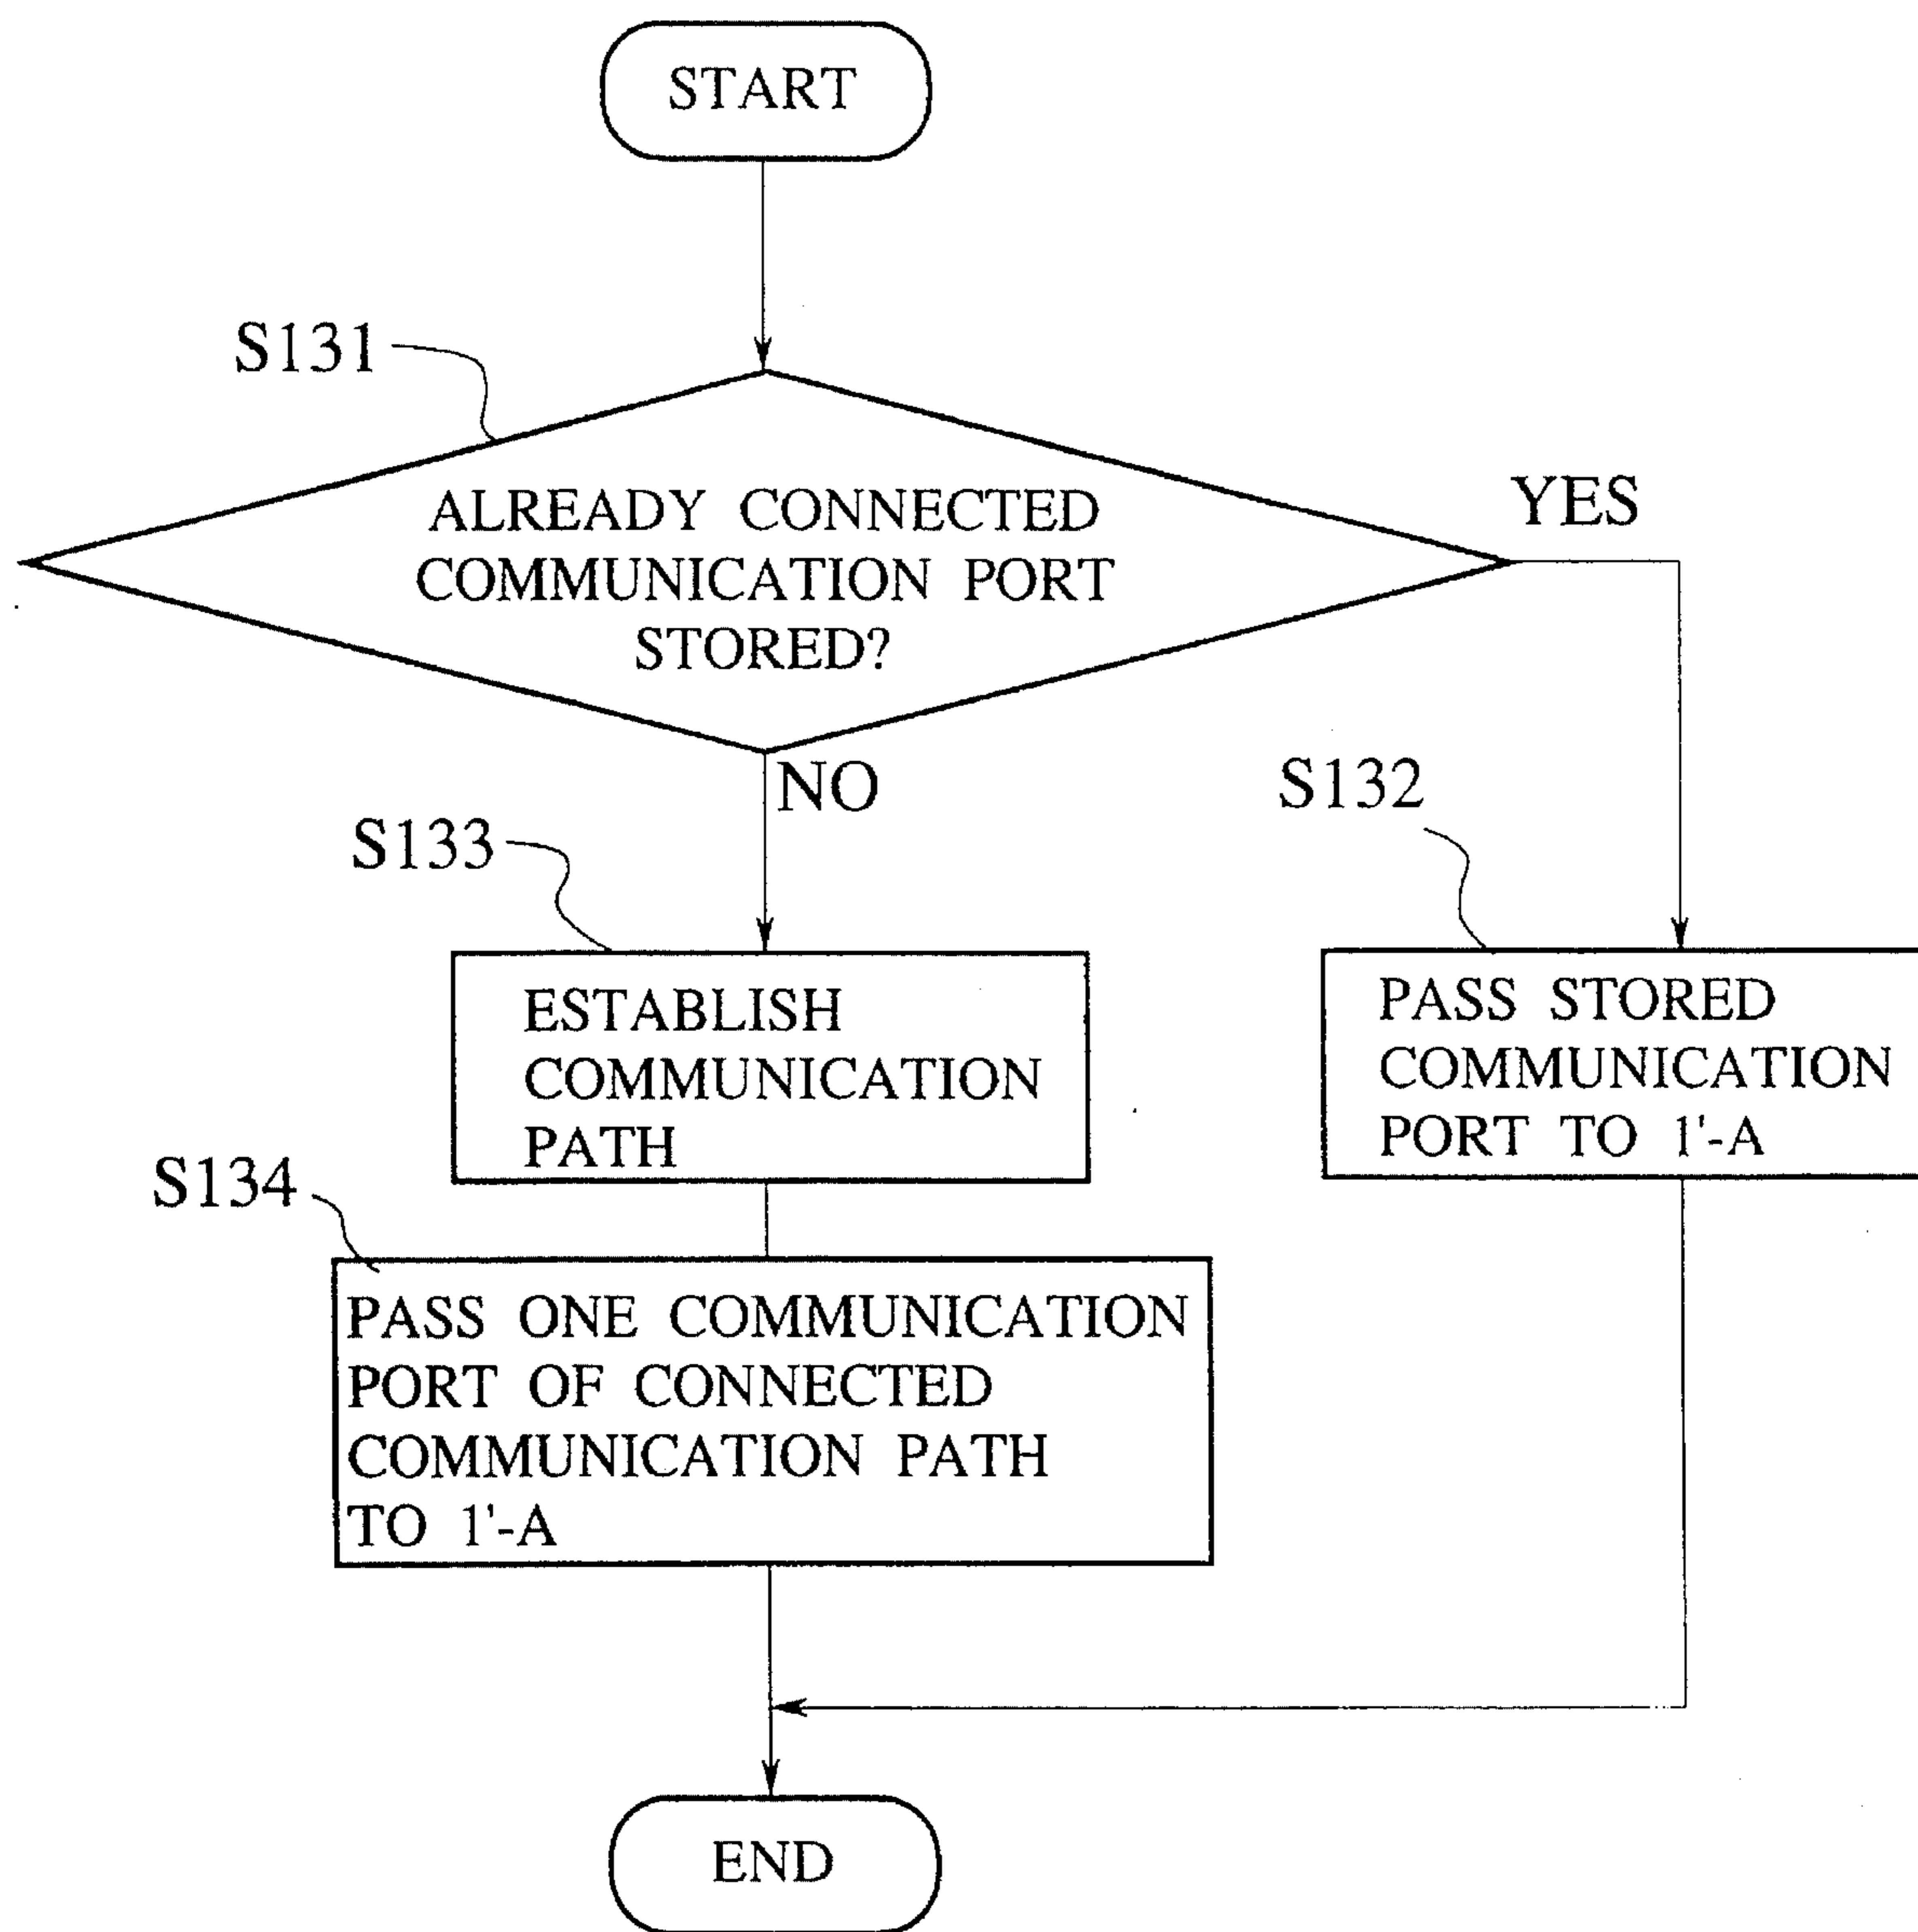 START
S131
ALREADY CONNECTED
COMMUNICATION PORT
STORED?
YES
NO
S132
S133
ESTABLISH
COMMUNICATION
PATH
PASS STORED
COMMUNICATION
PORT TO 1'-A
S134
PASS ONE COMMUNICATION
PORT OF CONNECTED
COMMUNICATION PATH
TO 1'-A
END